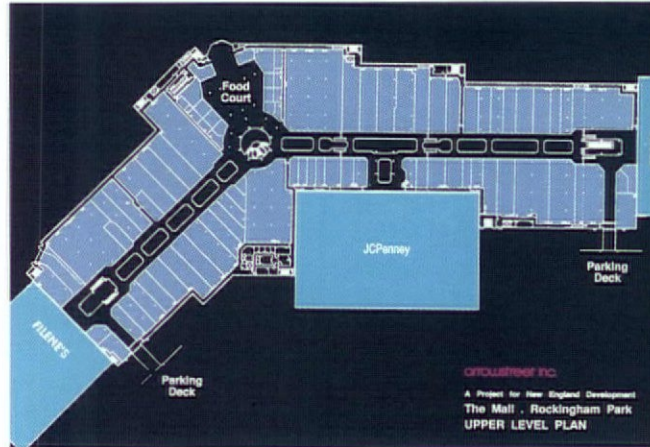 Food
Court
JCPenney
Parking
Deck
FILENE'S
Parking
Deck
arrowstreet inc.
A Project for New England Development
The Mall . Rockingham Park
UPPER LEVEL PLAN